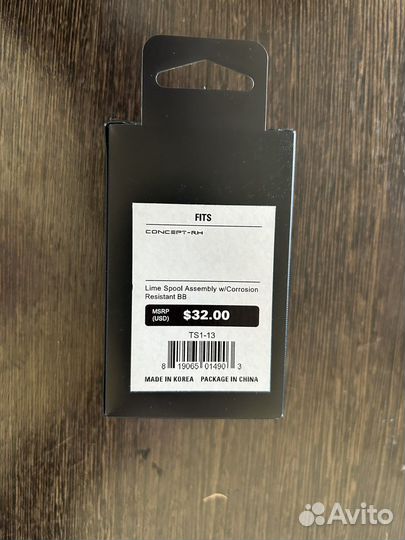 FITS
CONCEPT-RH
Lime Spool Assembly w/Corrosion
Resistant BB
MSRP
(USD)
$32.00
TS1-13
8 19065 01490 3
MADE IN KOREA PACKAGE IN CHINA
Avito